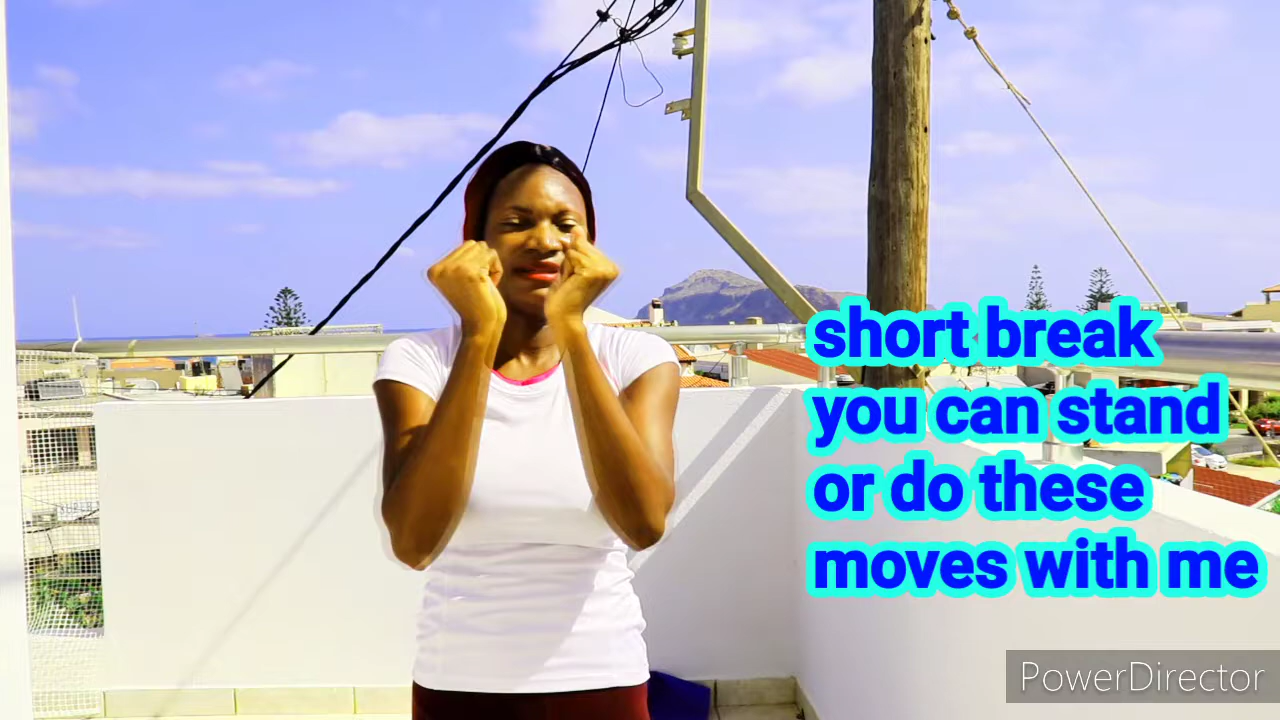 short break
you can stand
or do these
moves with me
PowerDirector